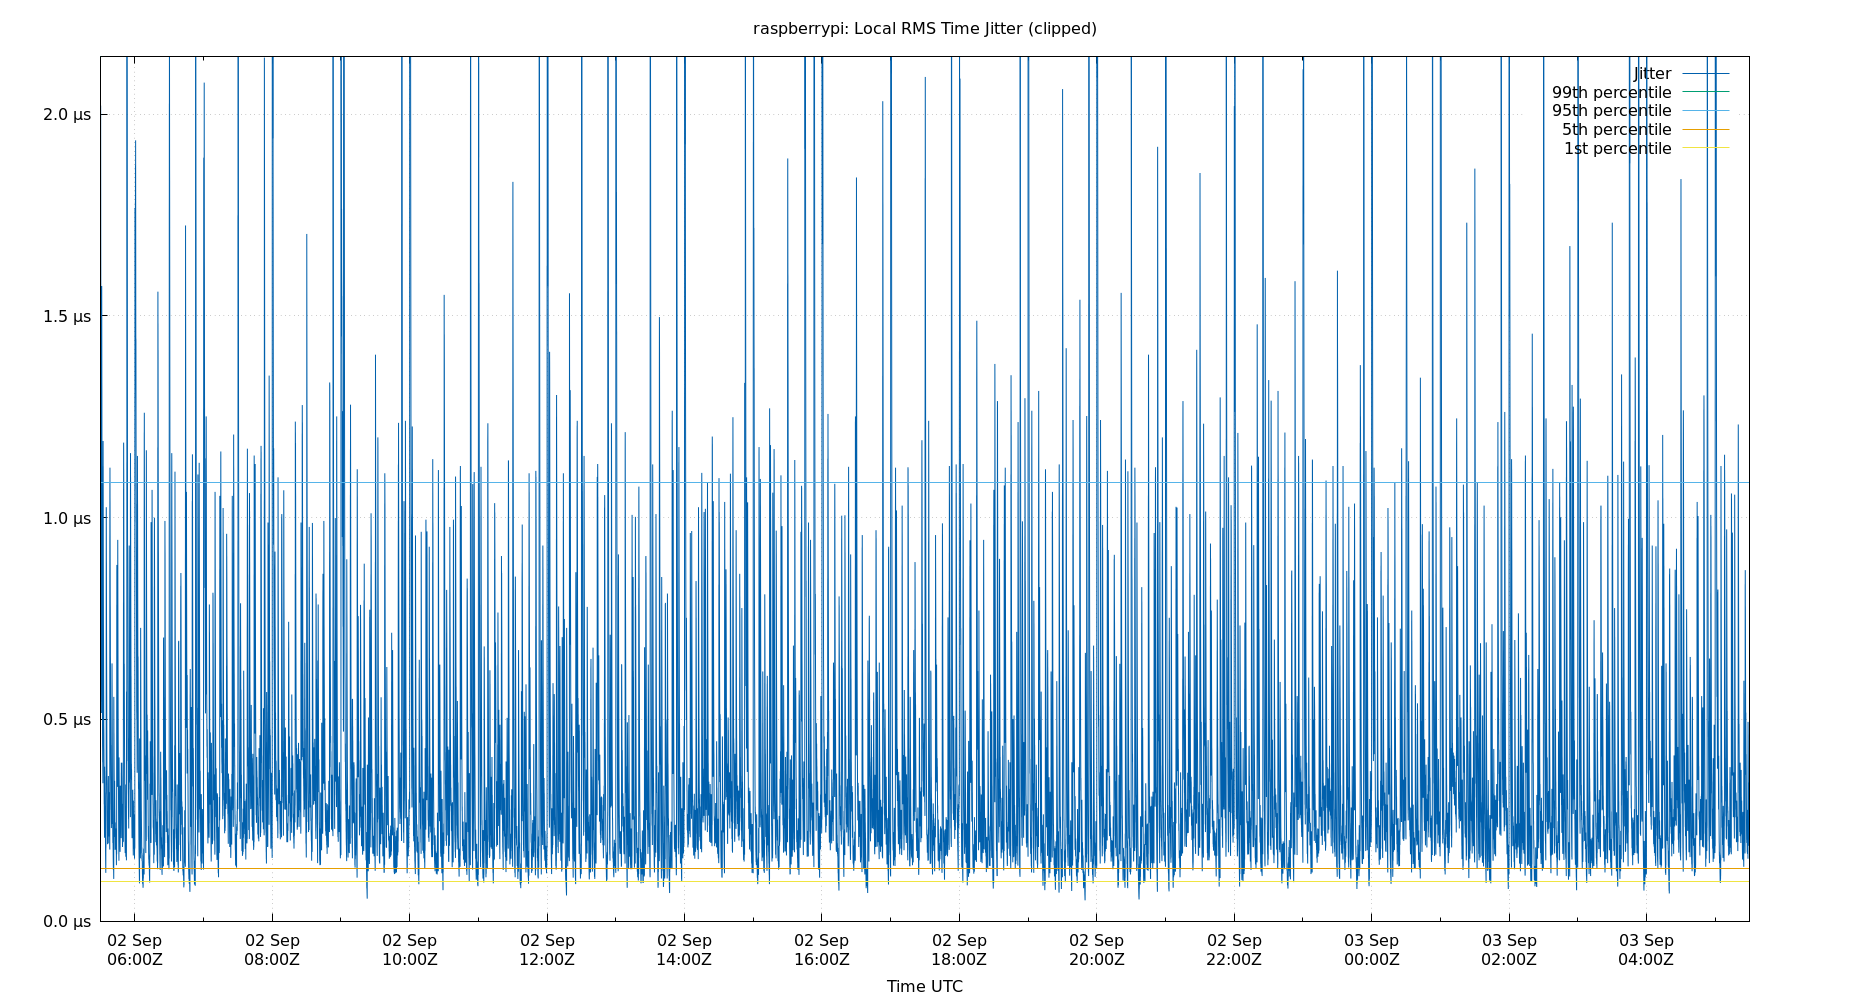 raspberrypi: Local RMS Time Jitter (clipped)
Jitter
99th percentile
95th percentile
5th percentile
1st percentile
2.0 μs
1.5 μs
1.0 μs
0.5 μs
0.0 μs
02 Sep 02 Sep 02 Sep 02 Sep 02 Sep 02 Sep 02 Sep 02 Sep 02 Sep 03 Sep 03 Sep 03 Sep
06:00Z 08:00Z 10:00Z 12:00Z 14:00Z 16:00Z 18:00Z 20:00Z 22:00Z 00:00Z 02:00Z 04:00Z
Time UTC